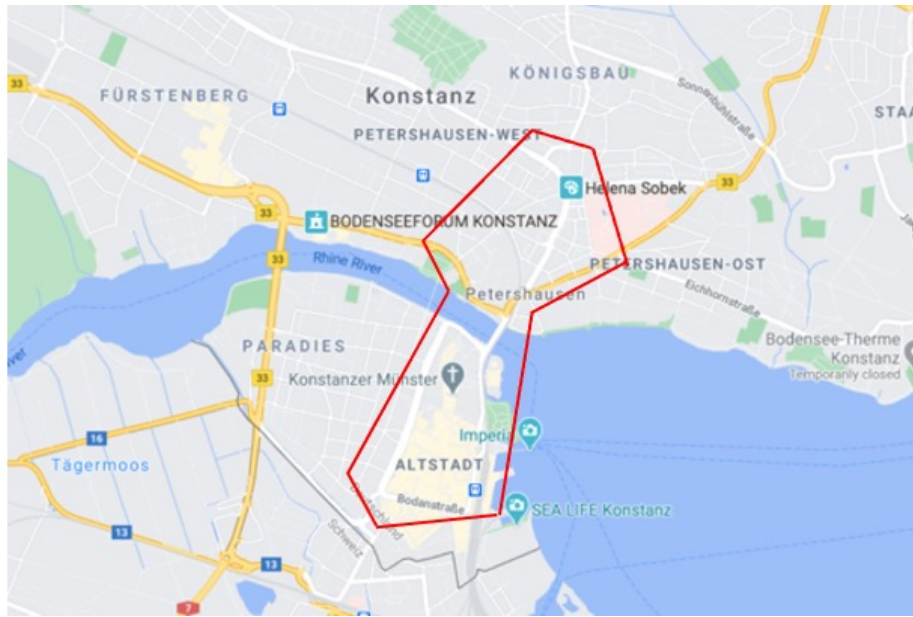 33
FÜRSTENBERG
Konstanz
KÖNIGSBAU
Sonnenbühlstraße
STAA
PETERSHAUSEN-WEST
Helena Sobek
33
33
BODENSEEFORUM KONSTANZ
33
Rhine River
PETERSHAUSEN-OST
Eichhornstraße
Petershausen
PARADIES
Bodensee-Therme
Konstanz
Temporarily closed
33
Konstanzer Münster
16
Imperia
Tägermoos
ALTSTADT
Bodanstraße
SEA LIFE Konstanz
Deutschland
Schweiz
13
13
7